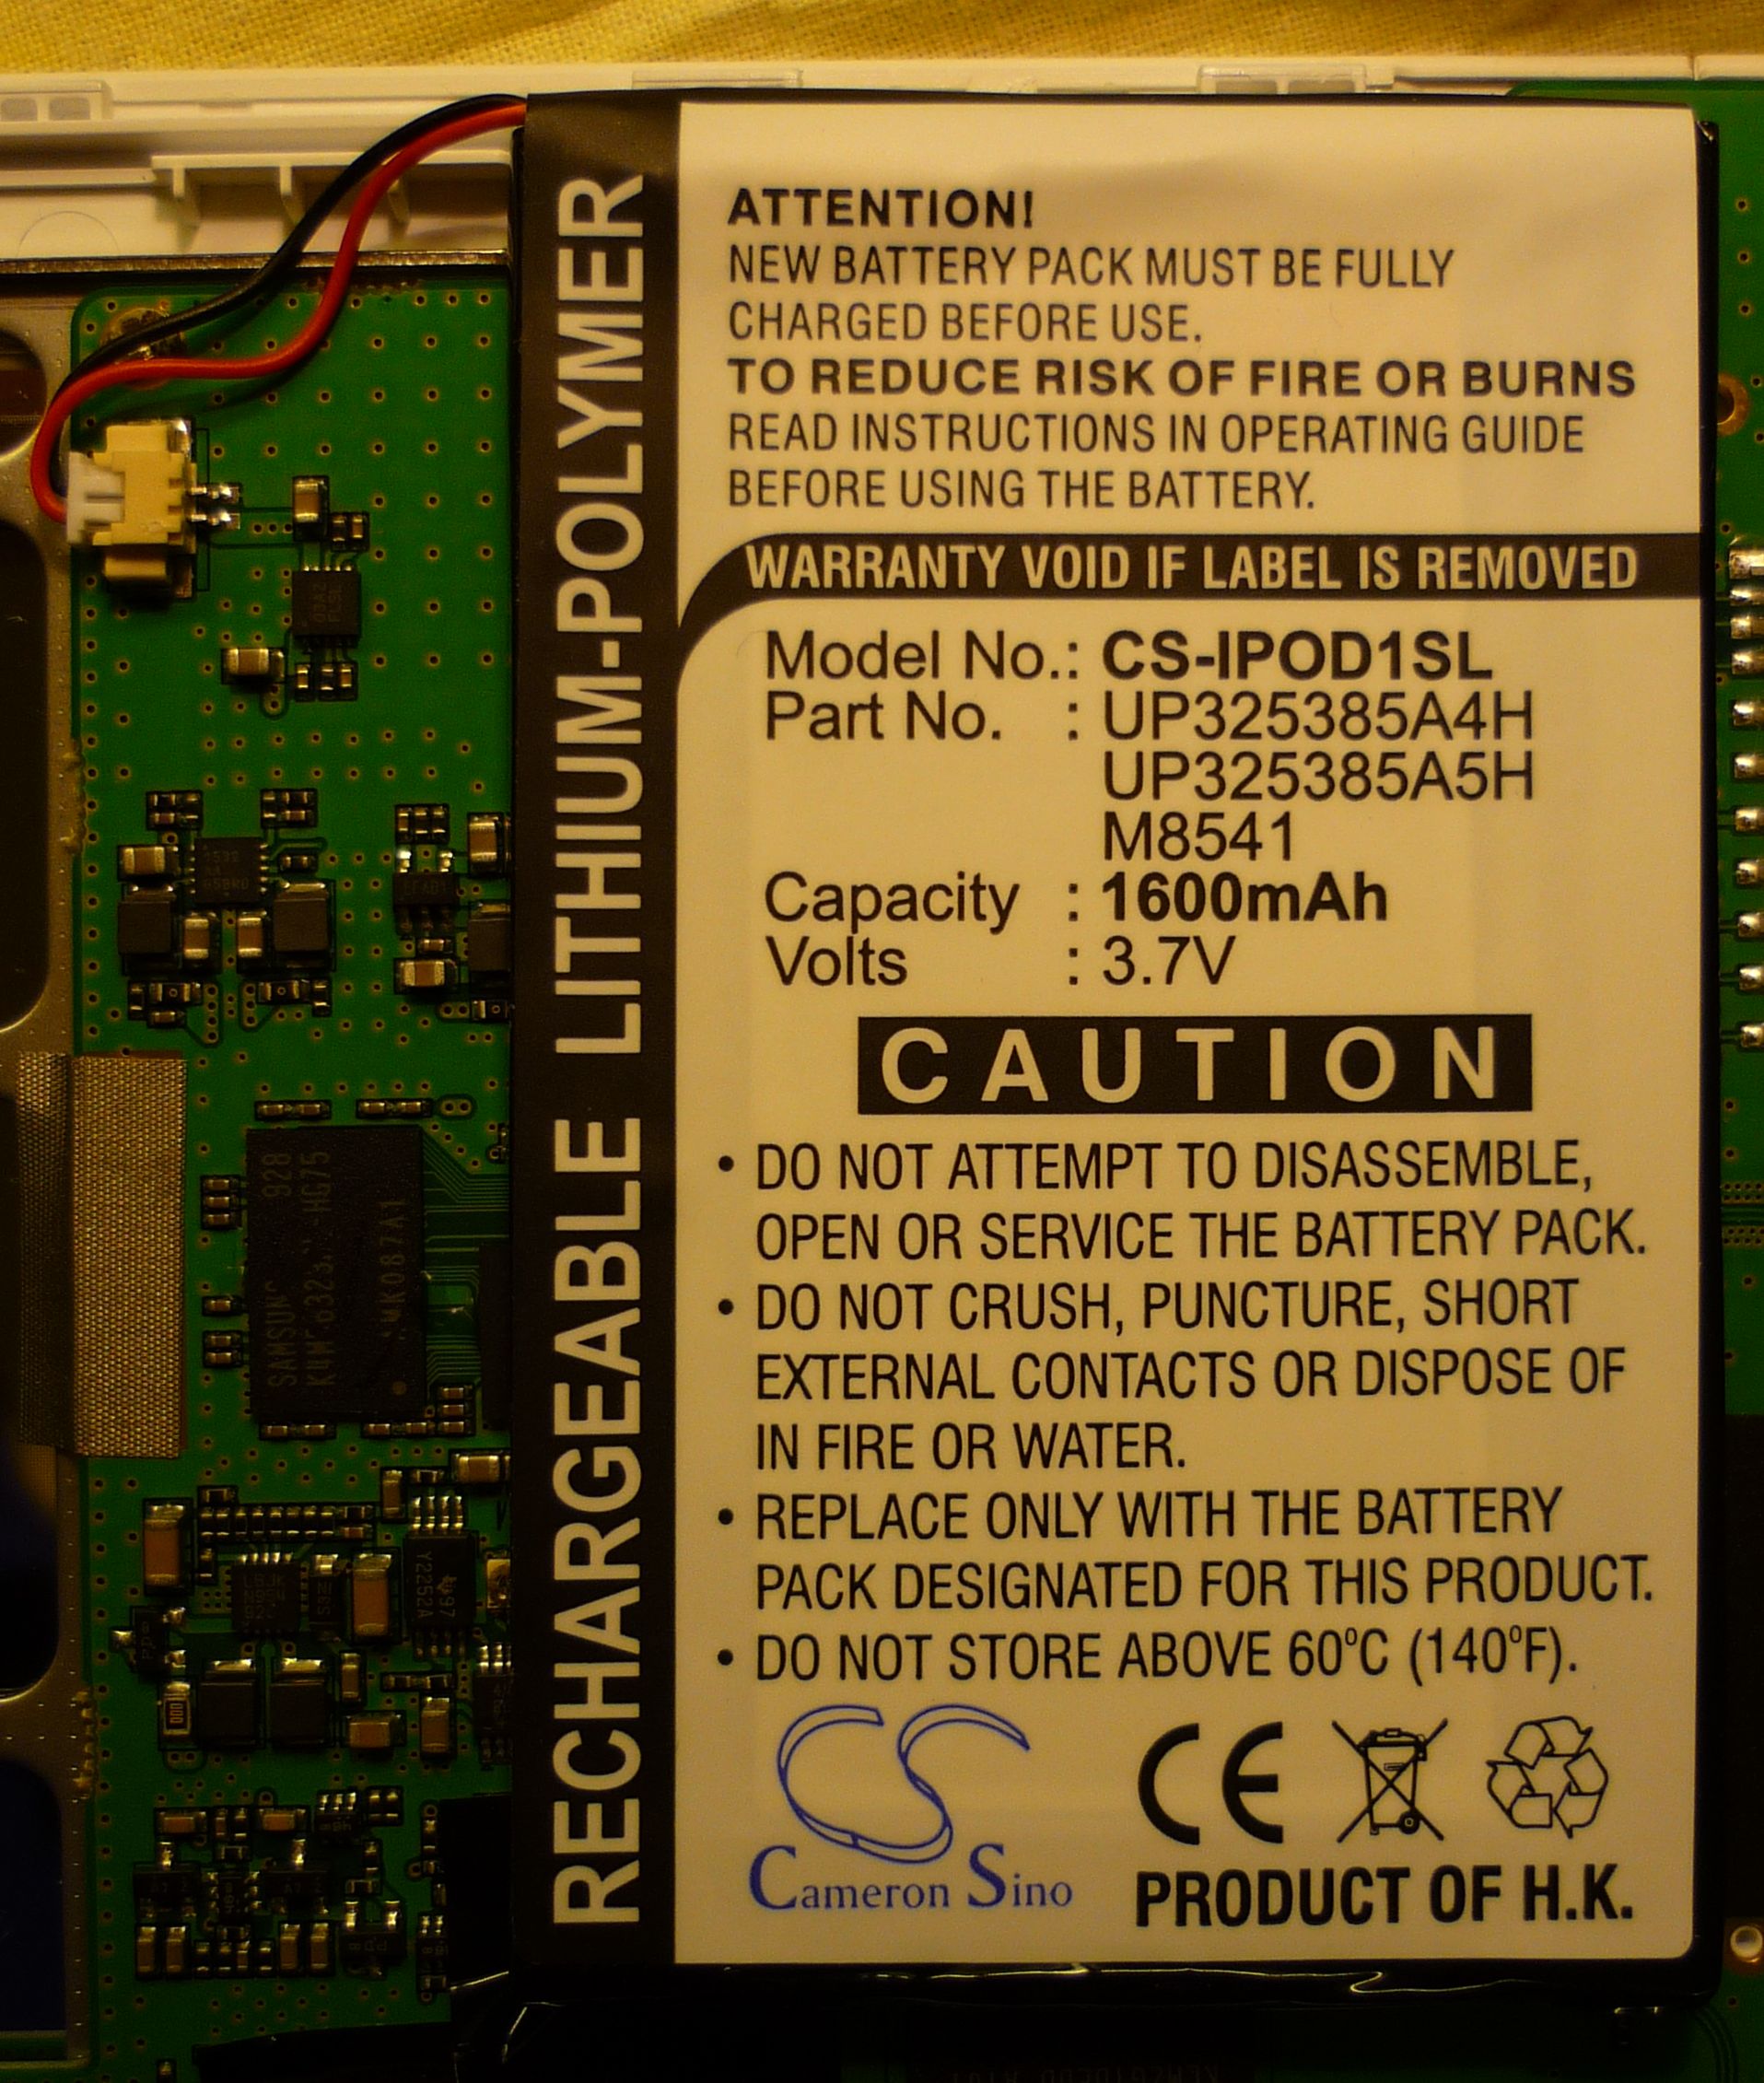 RECHARGEABLE LITHIUM-POLYMER
ATTENTION!
NEW BATTERY PACK MUST BE FULLY
CHARGED BEFORE USE.
TO REDUCE RISK OF FIRE OR BURNS
READ INSTRUCTIONS IN OPERATING GUIDE
BEFORE USING THE BATTERY.
WARRANTY VOID IF LABEL IS REMOVED
Model No.: CS-IPOD1SL
Part No. : UP325385A4H
UP325385A5H
M8541
Capacity : 1600mAh
Volts : 3.7V
CAUTION
• DO NOT ATTEMPT TO DISASSEMBLE,
OPEN OR SERVICE THE BATTERY PACK.
• DO NOT CRUSH, PUNCTURE, SHORT
EXTERNAL CONTACTS OR DISPOSE OF
IN FIRE OR WATER.
• REPLACE ONLY WITH THE BATTERY
PACK DESIGNATED FOR THIS PRODUCT.
• DO NOT STORE ABOVE 60°C (140°F).
CS
Cameron Sino
CE
PRODUCT OF H.K.
SAMSUNG 928
Y252A
000